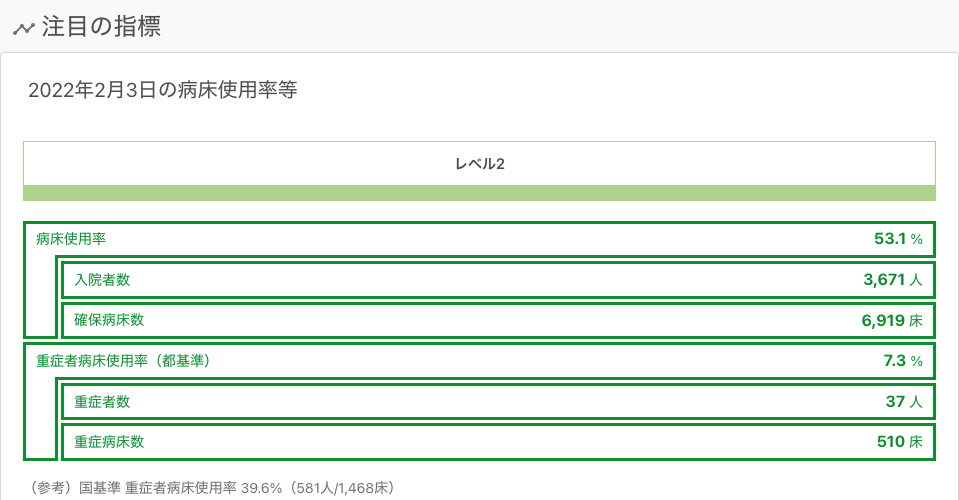 注目の指標
2022年2月3日の病床使用率等
レベル2
病床使用率 53.1 %
入院者数 3,671 人
確保病床数 6,919 床
重症者病床使用率（都基準） 7.3 %
重症者数 37 人
重症病床数 510 床
（参考）国基準 重症者病床使用率 39.6%（581人/1,468床）